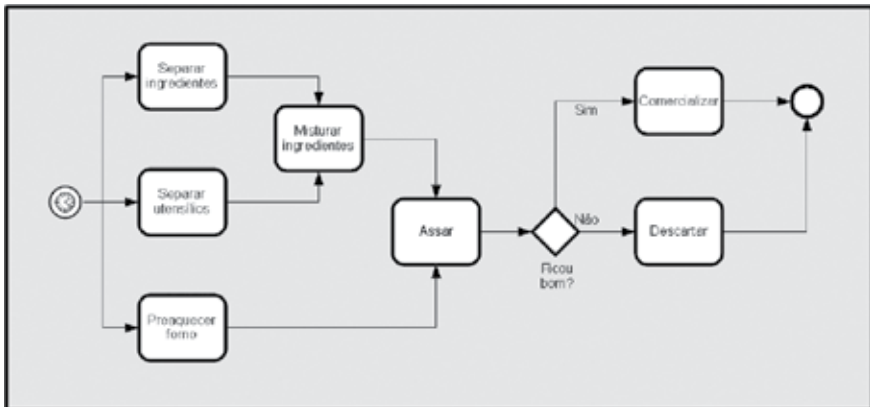 Separar
ingredientes
Misturar
ingredientes
Separar
utensílios
Preaquecer
forno
Assar
Ficou
bom?
Sim
Não
Comercializar
Descartar